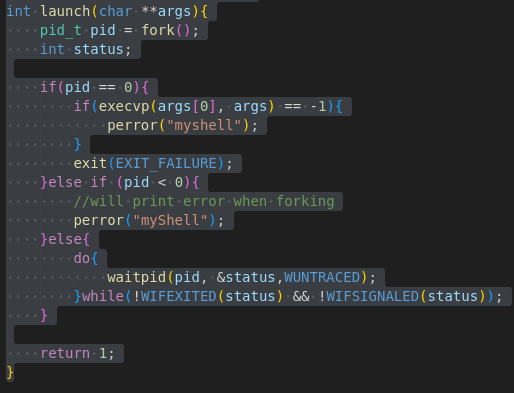 int launch(char **args){
    pid_t pid = fork();
    int status;

    if(pid == 0){
        if(execvp(args[0], args) == -1){
            perror("myshell");
        }
        exit(EXIT_FAILURE);
    }else if (pid < 0){
        //will print error when forking
        perror("myShell");
    }else{
        do{
            waitpid(pid, &status,WUNTRACED);
        }while(!WIFEXITED(status) && !WIFSIGNALED(status));
    }

    return 1;
}